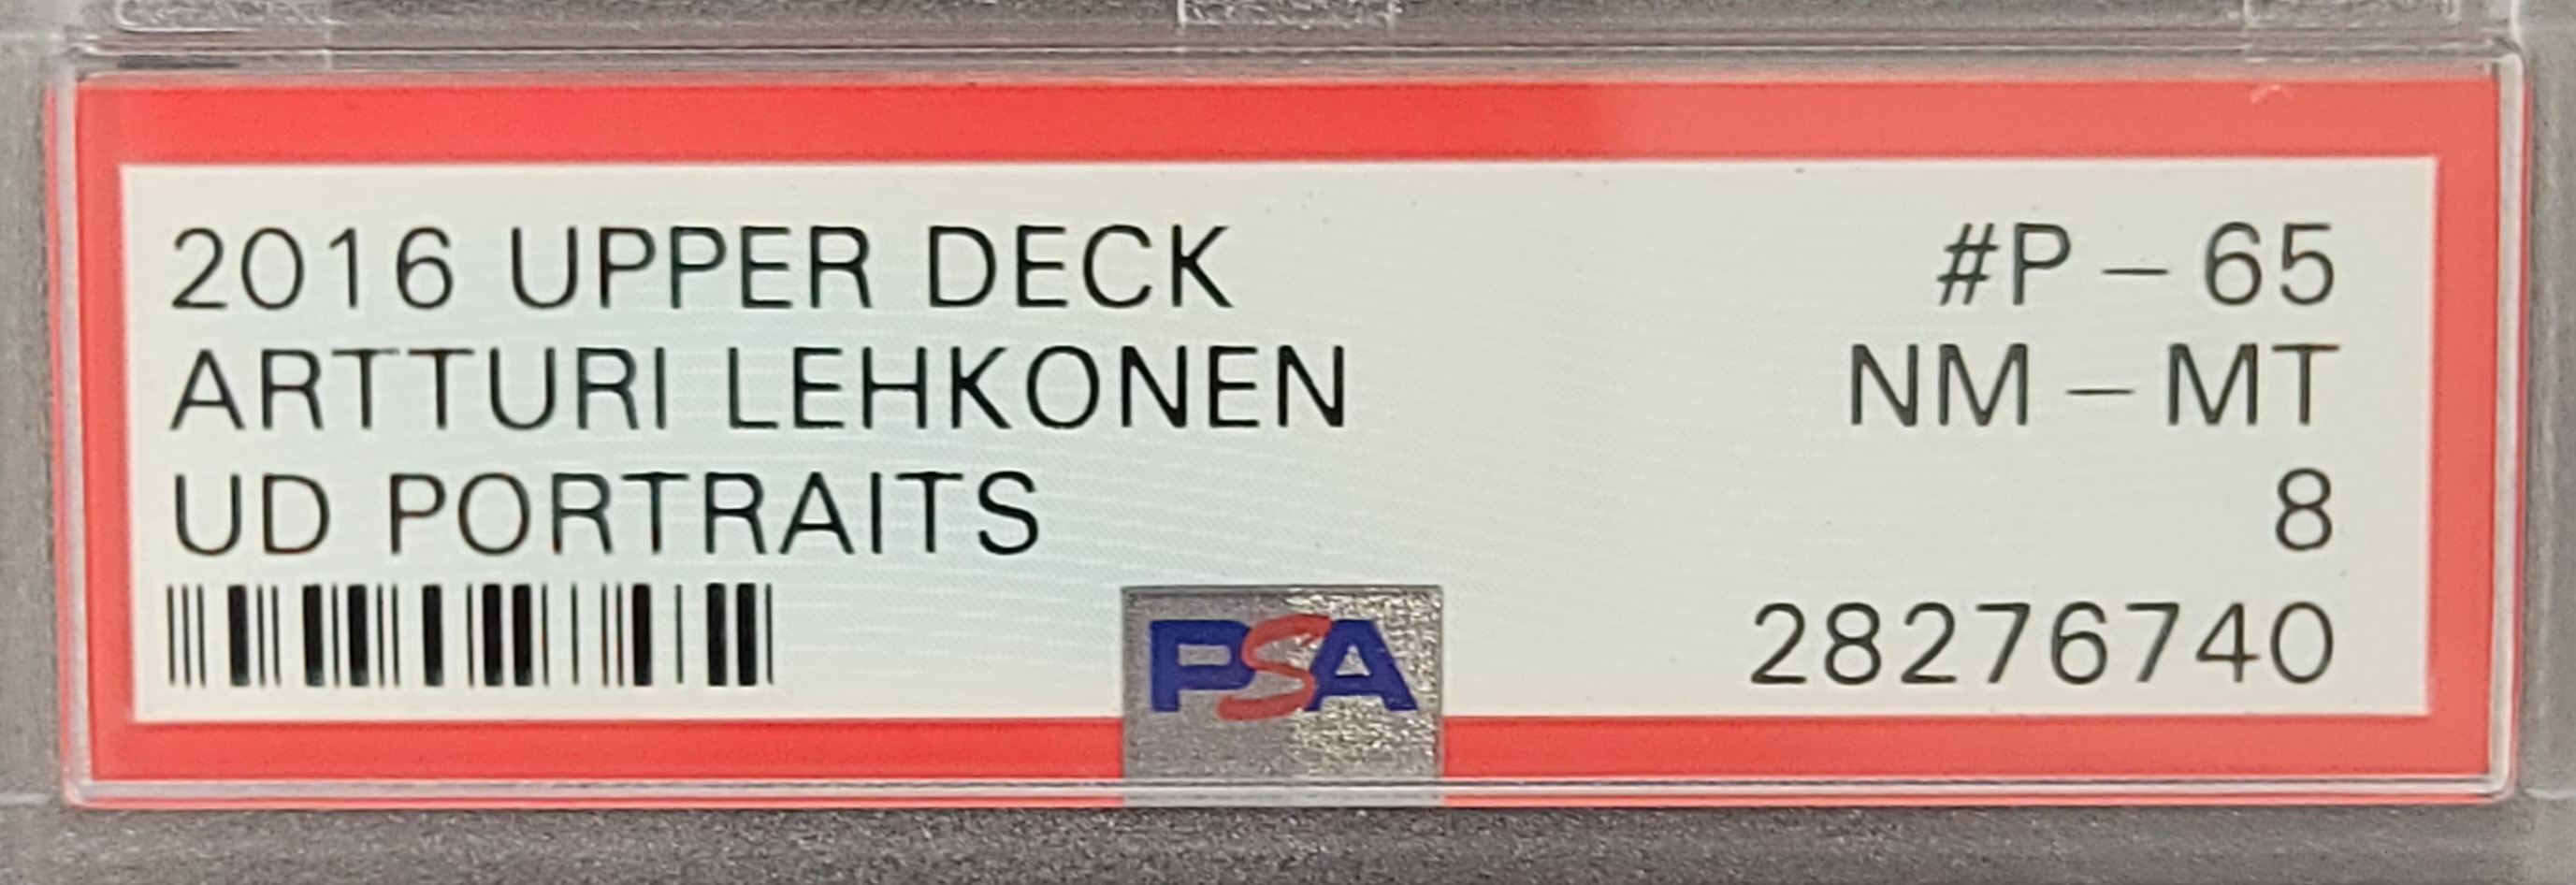 2016 UPPER DECK #P-65
ARTTURI LEHKONEN NM-MT
UD PORTRAITS 8
PSA 28276740